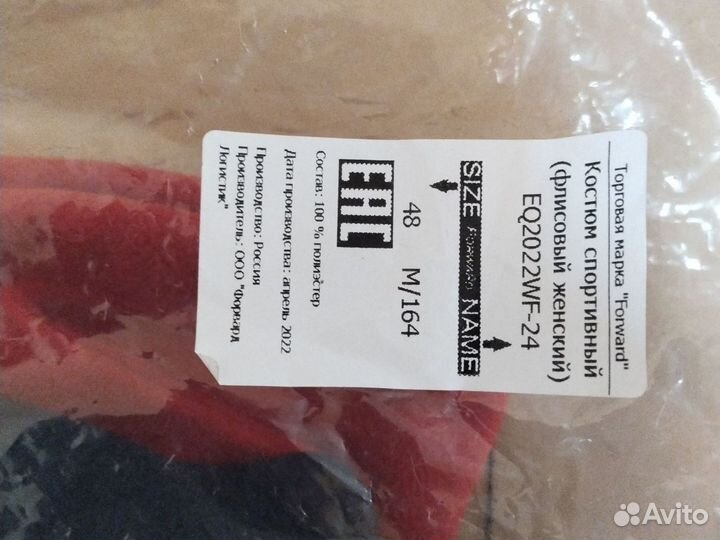 Торговая марка "Forward"
Костюм спортивный
(флисовый женский)
EQ2022WF-24
SIZE FORWARD NAME
48 M/164
EAC
Состав: 100 % полиэстер
Дата производства: апрель 2022
Производство: Россия
Производитель: ООО "Форвард
Логистик"
Avito